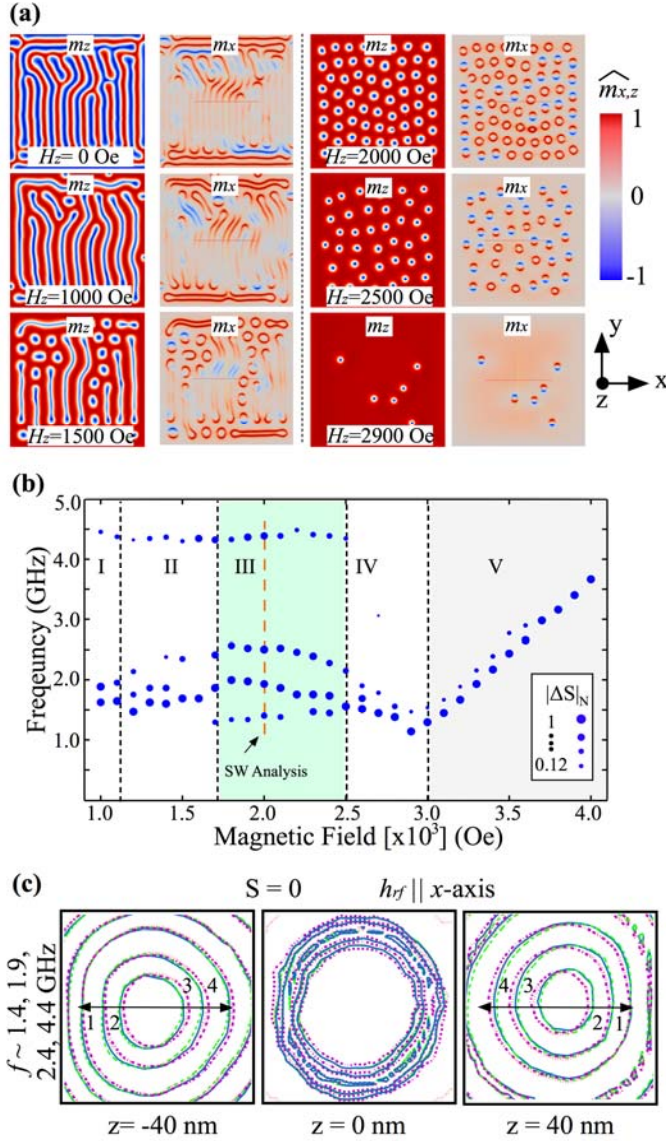 (a)
mz mx mz mx
Hz= 0 Oe Hz=2000 Oe
mz mx mz mx
Hz=1000 Oe Hz=2500 Oe
mz mx mz mx
Hz=1500 Oe Hz=2900 Oe
m̂x,z
1
0
-1
y
x
z
(b)
5.0
4.0
3.0
2.0
1.0
Freqeuncy (GHz)
I II III IV V
SW Analysis
|ΔS|N
1
0.12
1.0 1.5 2.0 2.5 3.0 3.5 4.0
Magnetic Field [x10³) (Oe)
(c)
S = 0 hrf || x-axis
f ~ 1.4, 1.9,
2.4, 4.4 GHz
1 2 3 4
4 3 2 1
z= -40 nm z = 0 nm z = 40 nm